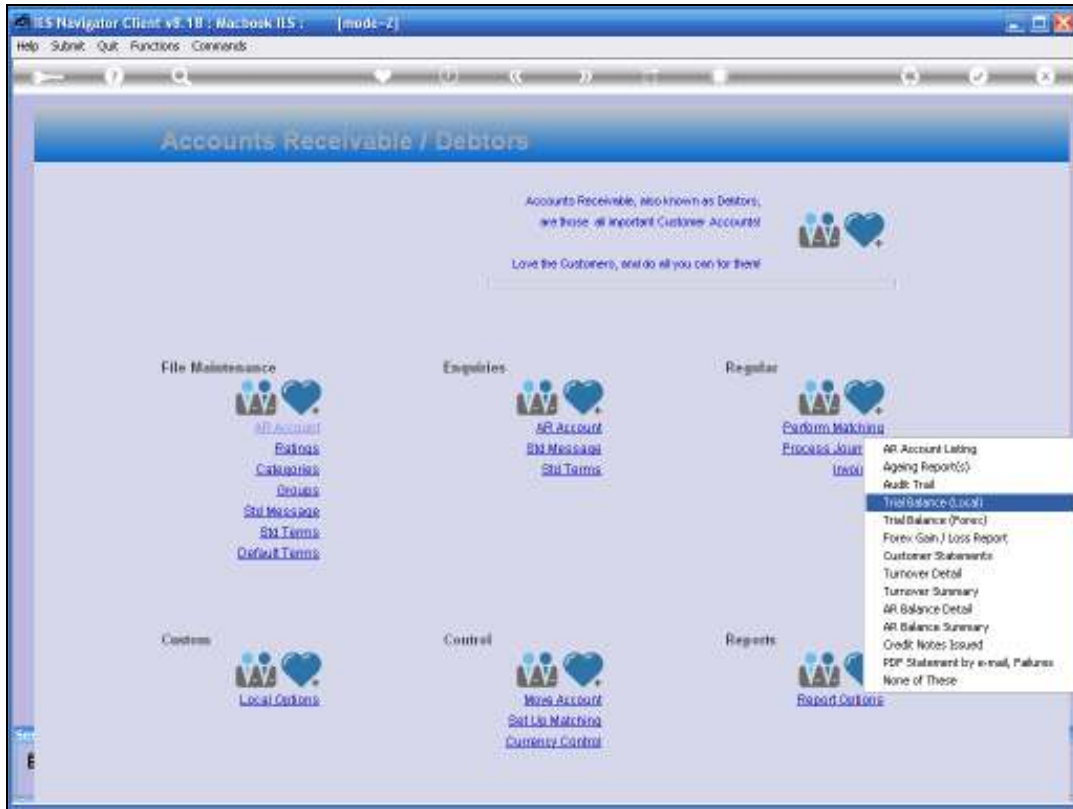 IES Navigator Client v8.1B : Macbook IES : [mode-Z]
Help Submit Quit Functions Commands
Accounts Receivable / Debtors
Accounts Receivable, also known as Debtors,
are those all important Customer Accounts!
Love the Customers, and do all you can for them!
File Maintenance
AR Account
Ratings
Categories
Groups
Std Message
Std Terms
Default Terms
Enquiries
AR Account
Std Message
Std Terms
Regular
Perform Matching
Process Jour
Invoi
AR Account Listing
Ageing Report(s)
Audit Trail
Trial Balance (Local)
Trial Balance (Forex)
Forex Gain / Loss Report
Customer Statements
Turnover Detail
Turnover Summary
AR Balance Detail
AR Balance Summary
Credit Notes Issued
PDF Statement by e-mail, Failures
None of These
Custom
Local Options
Control
Move Account
Set Up Matching
Currency Control
Reports
Report Options